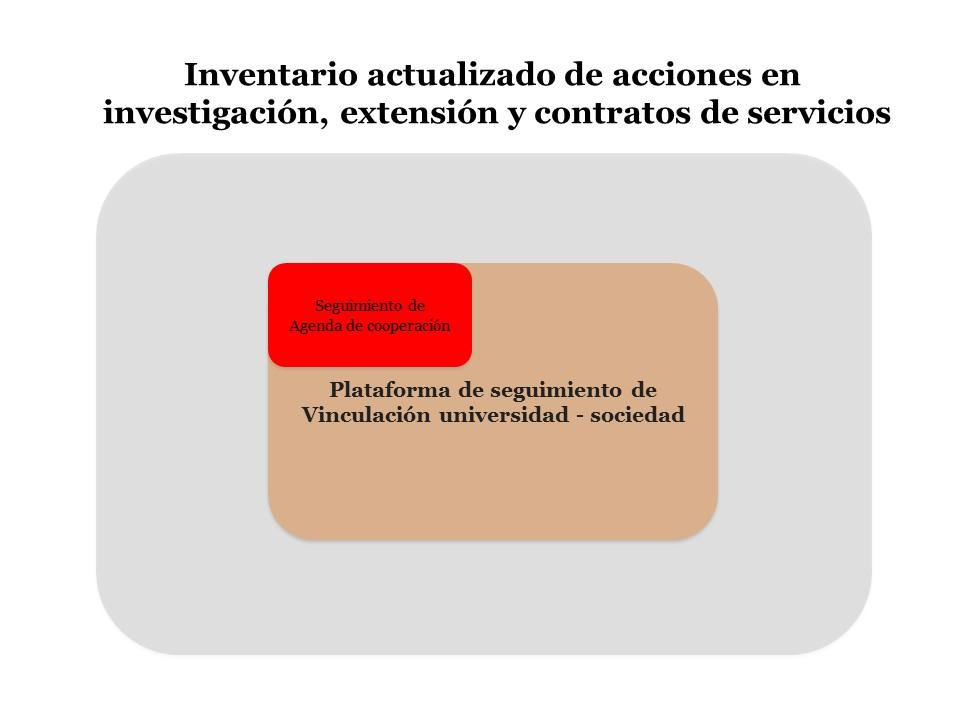 Inventario actualizado de acciones en
investigación, extensión y contratos de servicios
Seguimiento de
Agenda de cooperación
Plataforma de seguimiento de
Vinculación universidad - sociedad